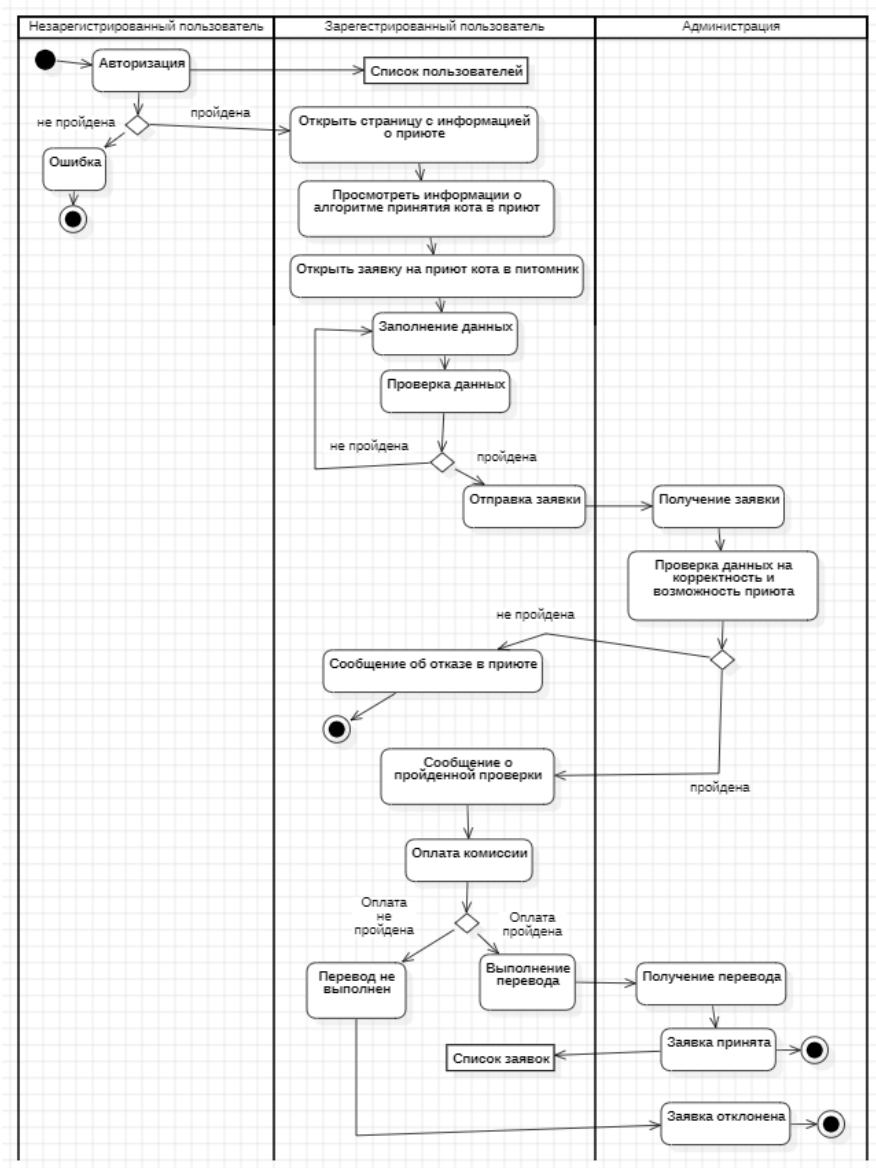 Незарегистрированный пользователь
Зарегестрированный пользователь
Администрация
Авторизация
Список пользователей
не пройдена
пройдена
Открыть страницу с информацией
о приюте
Ошибка
Просмотреть информации о
алгоритме принятия кота в приют
Открыть заявку на приют кота в питомник
Заполнение данных
Проверка данных
не пройдена
пройдена
Отправка заявки
Получение заявки
Проверка данных на
корректность и
возможность приюта
не пройдена
Сообщение об отказе в приюте
Сообщение о
пройденной проверки
пройдена
Оплата комиссии
Оплата
не
пройдена
Оплата
пройдена
Перевод не
выполнен
Выполнение
перевода
Получение перевода
Заявка принята
Список заявок
Заявка отклонена